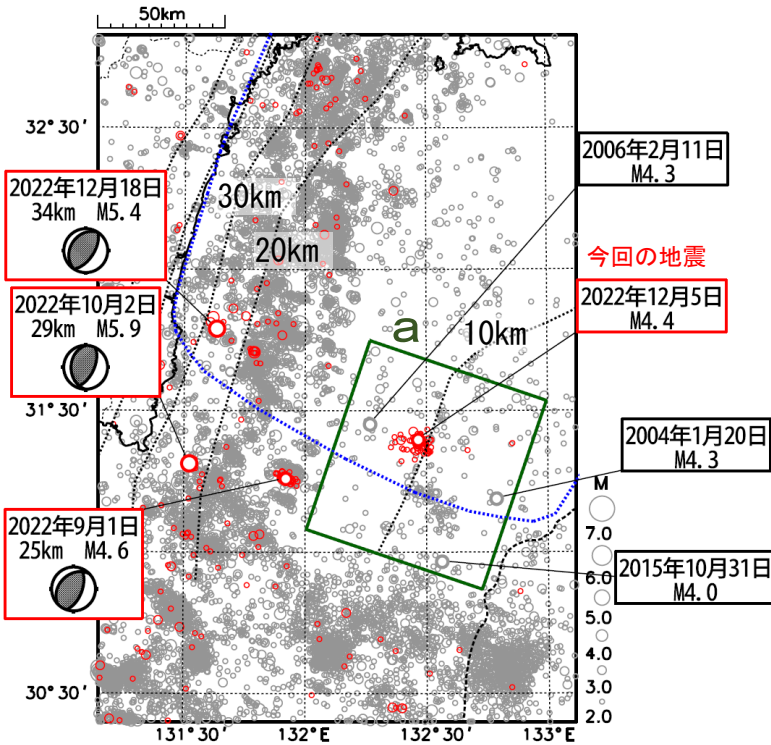 50km
32°30′
2006年2月11日
M4.3
2022年12月18日
34km M5.4
30km
20km
今回の地震
2022年12月5日
M4.4
2022年10月2日
29km M5.9
a
10km
31°30′
2004年1月20日
M4.3
M
7.0
6.0
5.0
4.0
3.0
2.0
2022年9月1日
25km M4.6
2015年10月31日
M4.0
30°30′
131°30′
132°E
132°30′
133°E